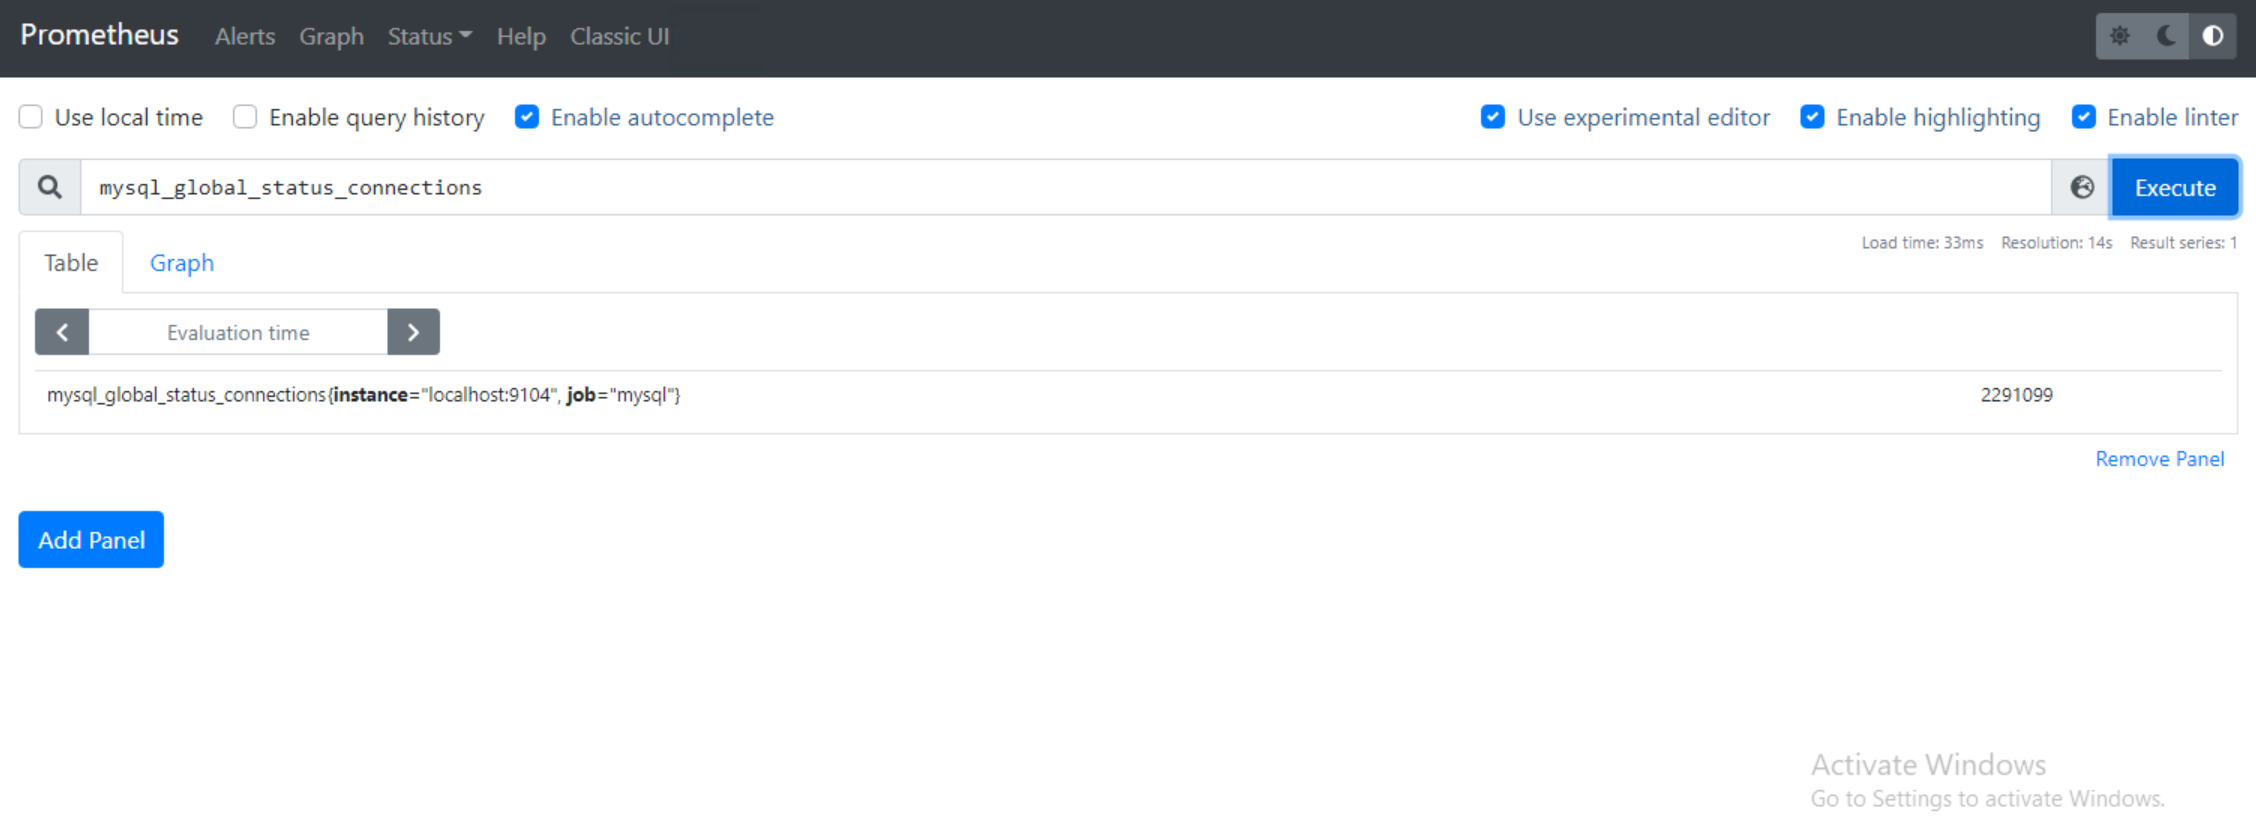 Prometheus Alerts Graph Status Help Classic UI
Use local time Enable query history Enable autocomplete Use experimental editor Enable highlighting Enable linter
mysql_global_status_connections Execute
Load time: 33ms Resolution: 14s Result series: 1
Table Graph
Evaluation time
mysql_global_status_connections{instance="localhost:9104", job="mysql"} 2291099
Remove Panel
Add Panel
Activate Windows
Go to Settings to activate Windows.